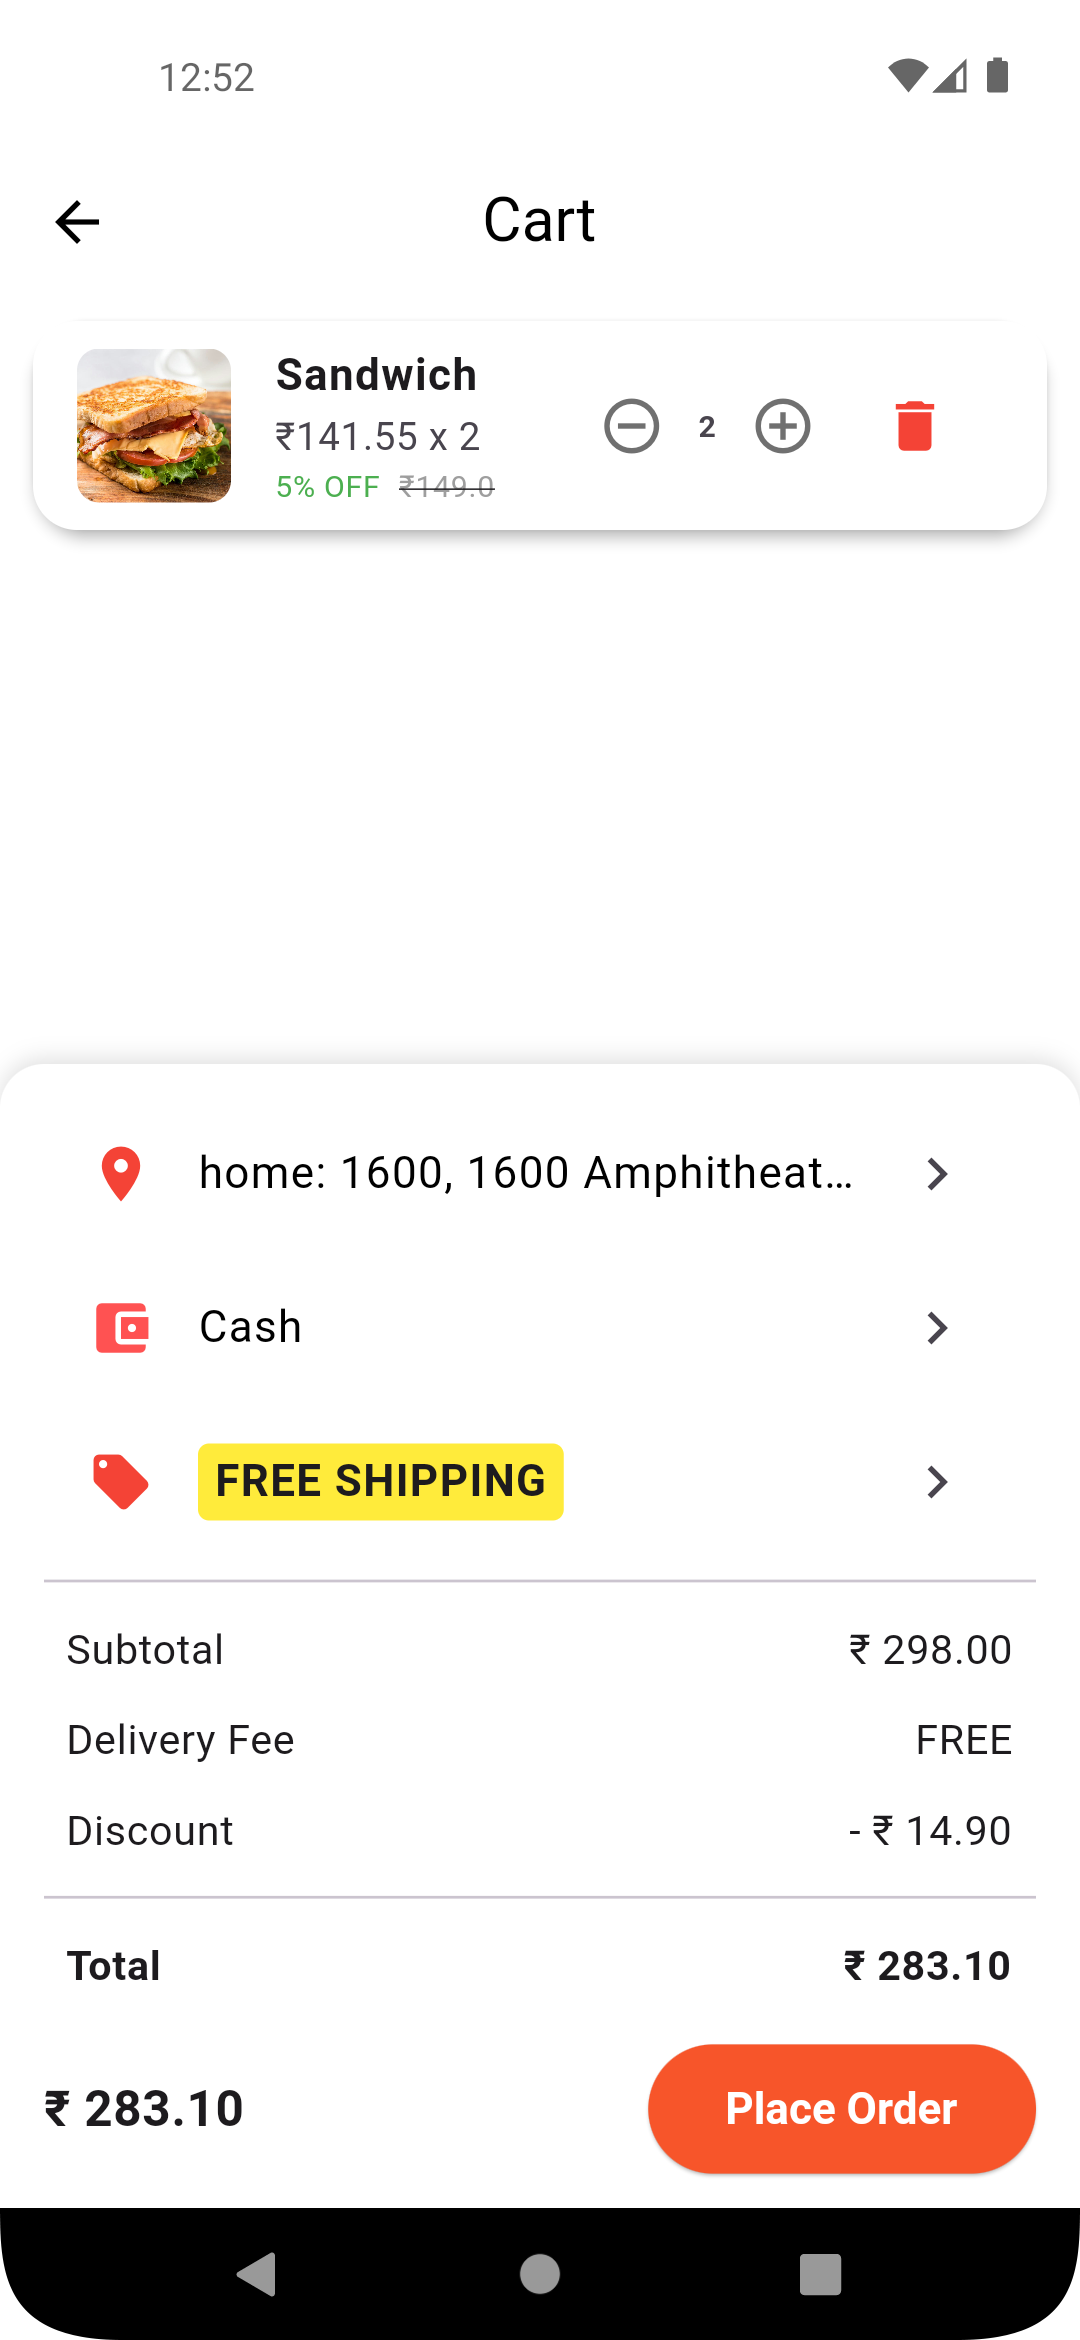 12:52
Cart
Sandwich
₹141.55 x 2
2
5% OFF ₹149.0
home: 1600, 1600 Amphitheat...
Cash
FREE SHIPPING
Subtotal ₹ 298.00
Delivery Fee FREE
Discount - ₹ 14.90
Total ₹ 283.10
₹ 283.10 Place Order